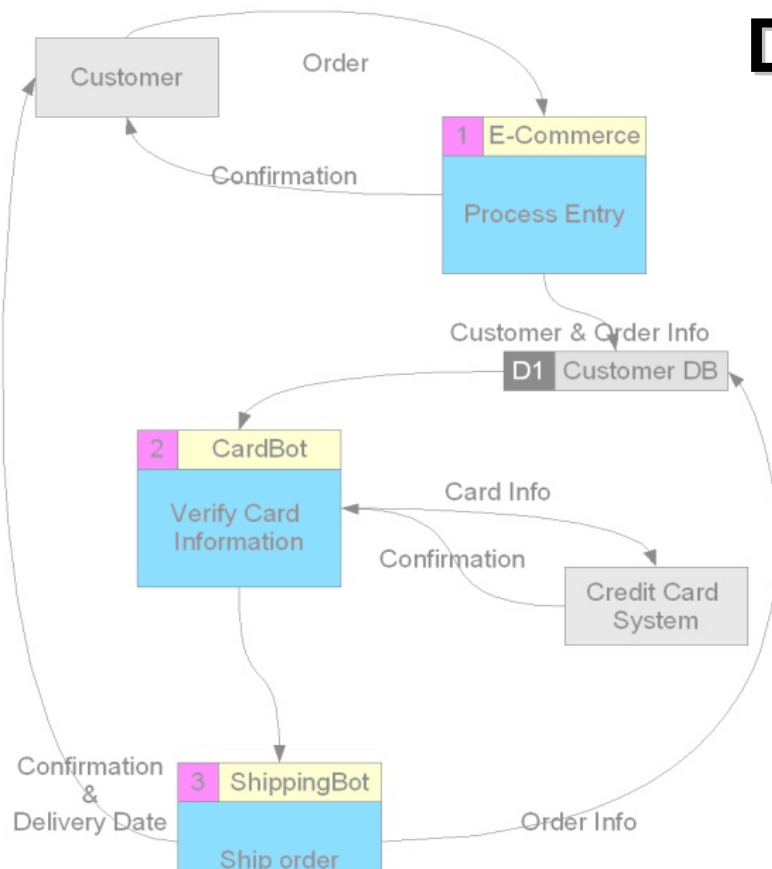 Customer
Order
1 E-Commerce
Confirmation
Process Entry
Customer & Order Info
D1 Customer DB
2 CardBot
Card Info
Verify Card
Information
Confirmation
Credit Card
System
3 ShippingBot
Confirmation
&
Delivery Date
Order Info
Ship order